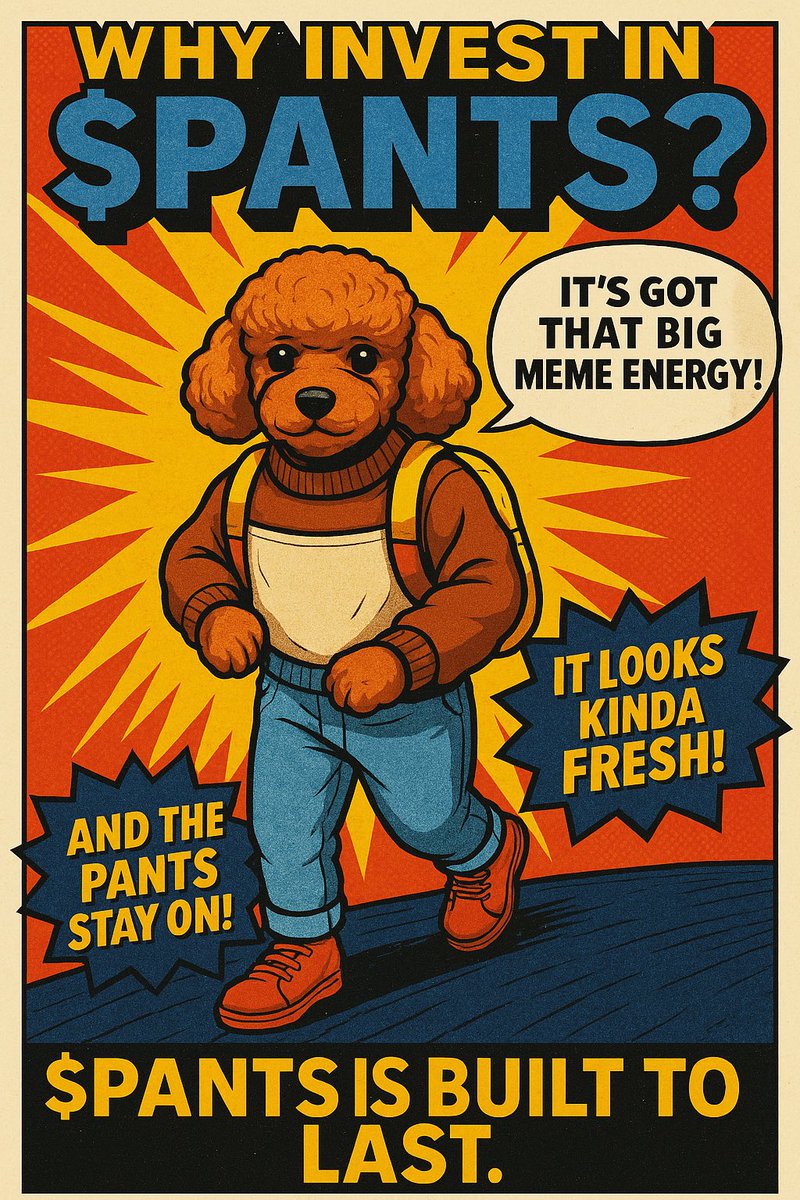 WHY INVEST IN
$PANTS?
IT'S GOT
THAT BIG
MEME ENERGY!
IT LOOKS
KINDA
FRESH!
AND THE
PANTS
STAY ON!
$PANTS IS BUILT TO
LAST.